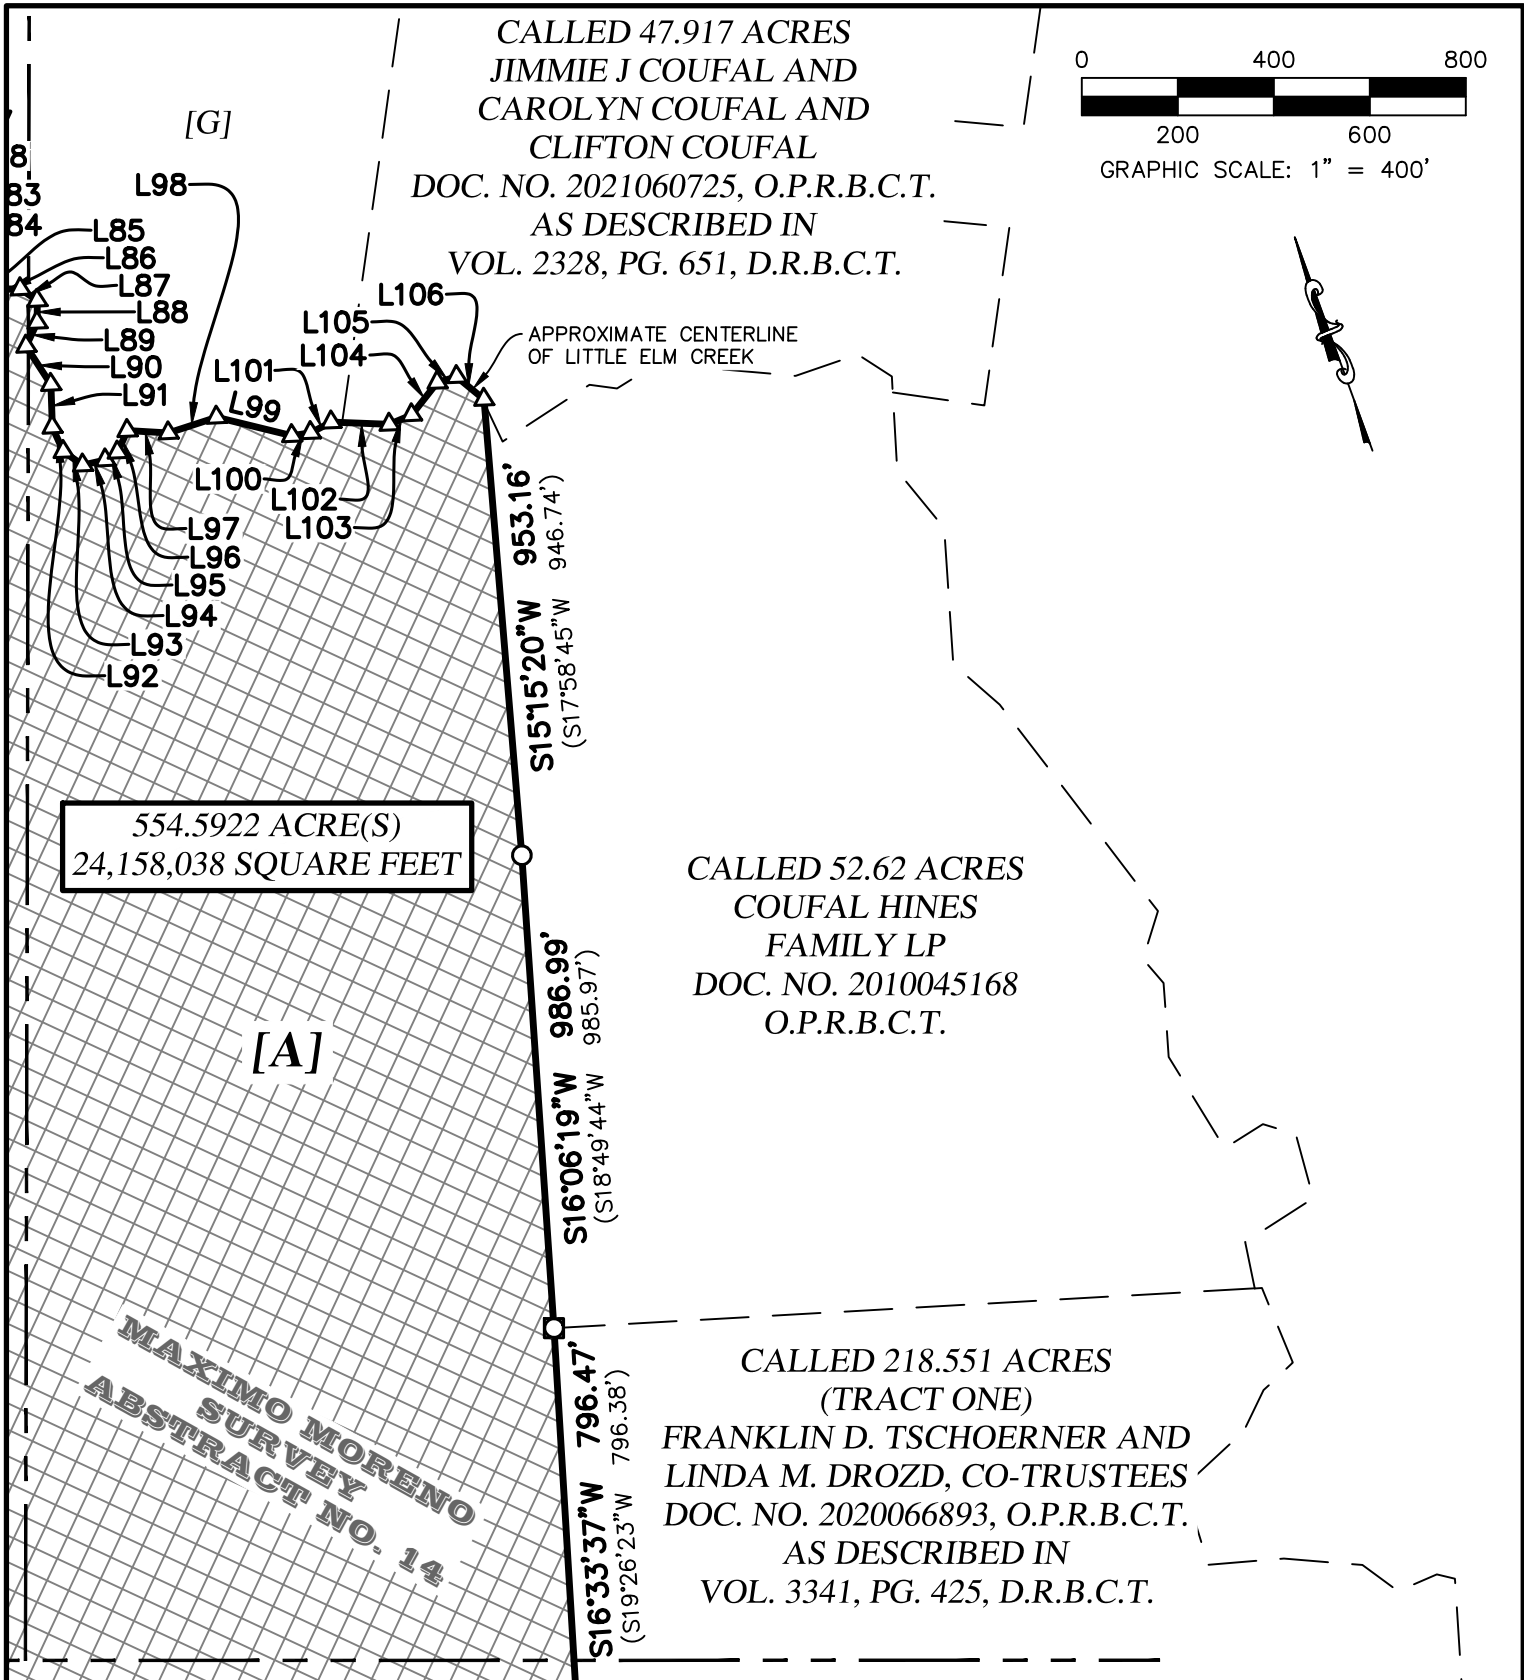 CALLED 47.917 ACRES
JIMMIE J COUFAL AND
CAROLYN COUFAL AND
CLIFTON COUFAL
DOC. NO. 2021060725, O.P.R.B.C.T.
AS DESCRIBED IN
VOL. 2328, PG. 651, D.R.B.C.T.
0 400 800
200 600
GRAPHIC SCALE: 1" = 400'
[G]
8
83
84
L98
L85
L86
L87
L88
L89
L90
L91
L106
L105
L104
L101
L99
APPROXIMATE CENTERLINE
OF LITTLE ELM CREEK
L100
L102
L103
L97
L96
L95
L94
L93
L92
S15°15'20"W 953.16'
(S17°58'45"W 946.74')
554.5922 ACRE(S)
24,158,038 SQUARE FEET
CALLED 52.62 ACRES
COUFAL HINES
FAMILY LP
DOC. NO. 2010045168
O.P.R.B.C.T.
[A]
S16°06'19"W 986.99'
(S18°49'44"W 985.97')
MAXIMO MORENO
SURVEY
ABSTRACT NO. 14
S16°33'37"W 796.47'
(S19°26'23"W 796.38')
CALLED 218.551 ACRES
(TRACT ONE)
FRANKLIN D. TSCHOERNER AND
LINDA M. DROZD, CO-TRUSTEES
DOC. NO. 2020066893, O.P.R.B.C.T.
AS DESCRIBED IN
VOL. 3341, PG. 425, D.R.B.C.T.